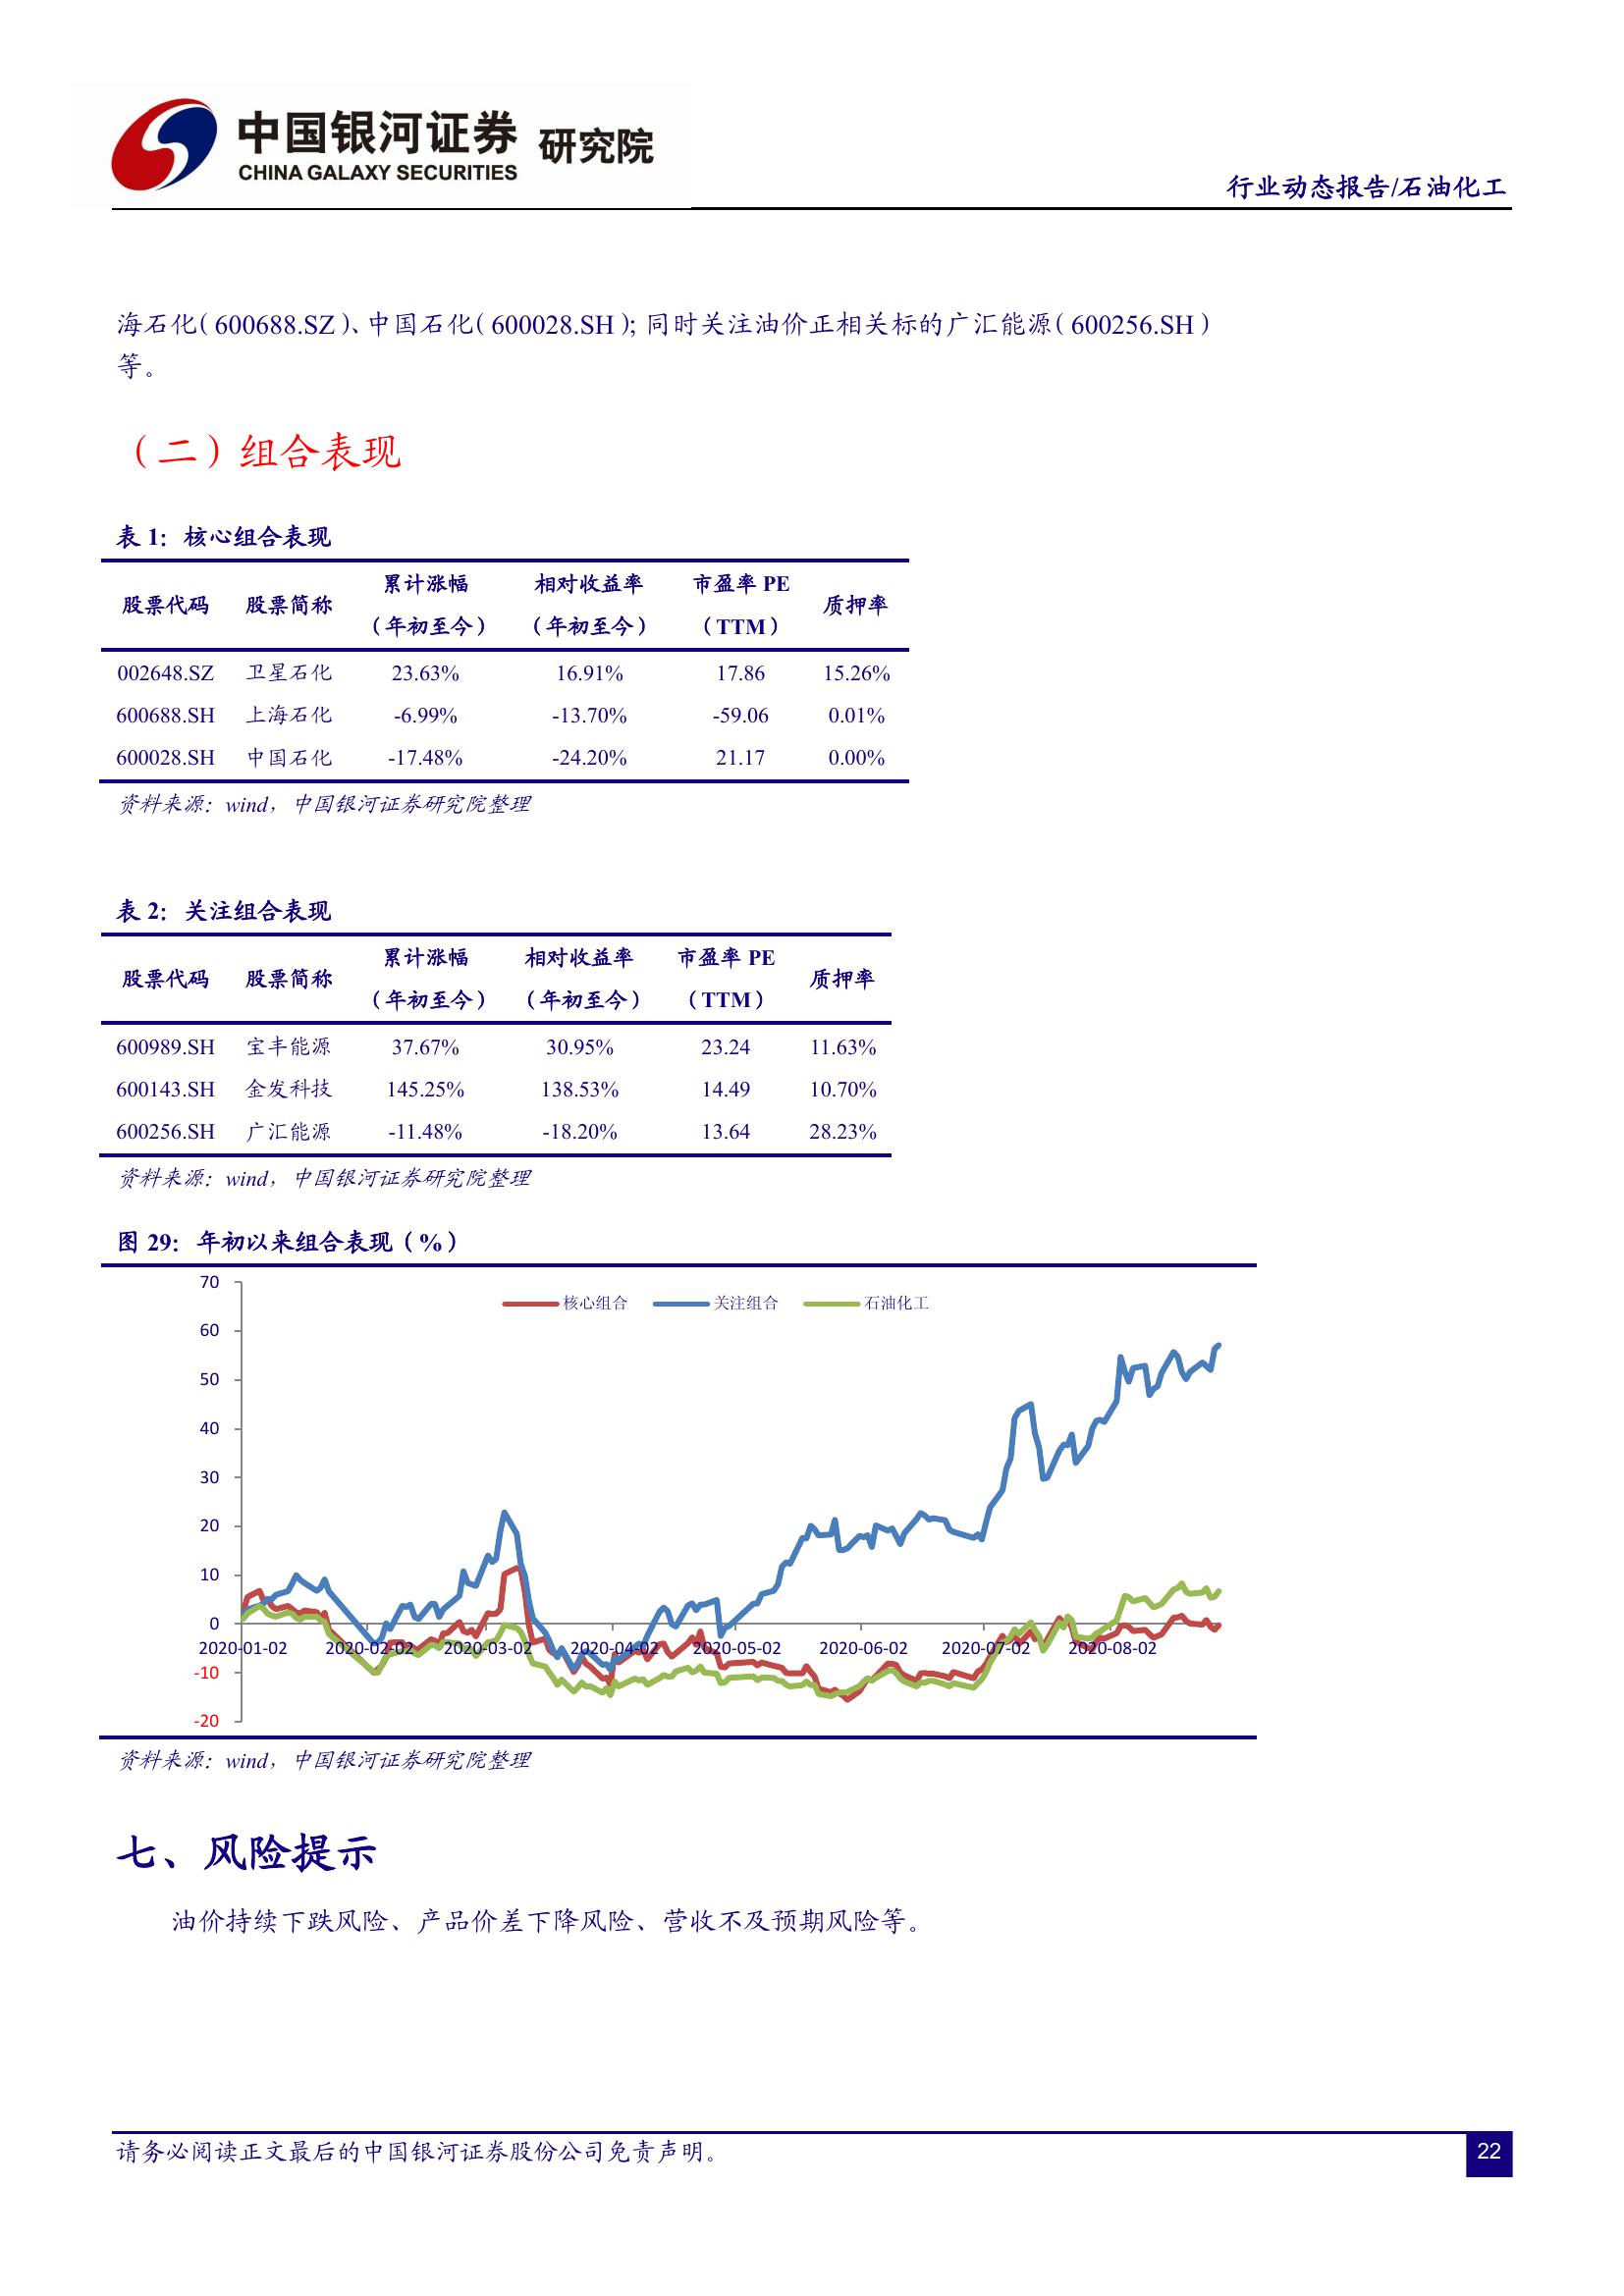 中国银河证券 研究院
CHINA GALAXY SECURITIES
行业动态报告/石油化工
海石化(600688.SZ)、中国石化(600028.SH);同时关注油价正相关标的广汇能源(600256.SH)
等。
（二）组合表现
表 1：核心组合表现
股票代码 股票简称 累计涨幅（年初至今） 相对收益率（年初至今） 市盈率 PE（TTM） 质押率
002648.SZ 卫星石化 23.63% 16.91% 17.86 15.26%
600688.SH 上海石化 -6.99% -13.70% -59.06 0.01%
600028.SH 中国石化 -17.48% -24.20% 21.17 0.00%
资料来源：wind，中国银河证券研究院整理
表 2：关注组合表现
股票代码 股票简称 累计涨幅（年初至今） 相对收益率（年初至今） 市盈率 PE（TTM） 质押率
600989.SH 宝丰能源 37.67% 30.95% 23.24 11.63%
600143.SH 金发科技 145.25% 138.53% 14.49 10.70%
600256.SH 广汇能源 -11.48% -18.20% 13.64 28.23%
资料来源：wind，中国银河证券研究院整理
图 29：年初以来组合表现（%）
核心组合 关注组合 石油化工
70
60
50
40
30
20
10
0
2020-01-02 2020-02-02 2020-03-02 2020-04-02 2020-05-02 2020-06-02 2020-07-02 2020-08-02
-10
-20
资料来源：wind，中国银河证券研究院整理
七、风险提示
油价持续下跌风险、产品价差下降风险、营收不及预期风险等。
请务必阅读正文最后的中国银河证券股份公司免责声明。
22